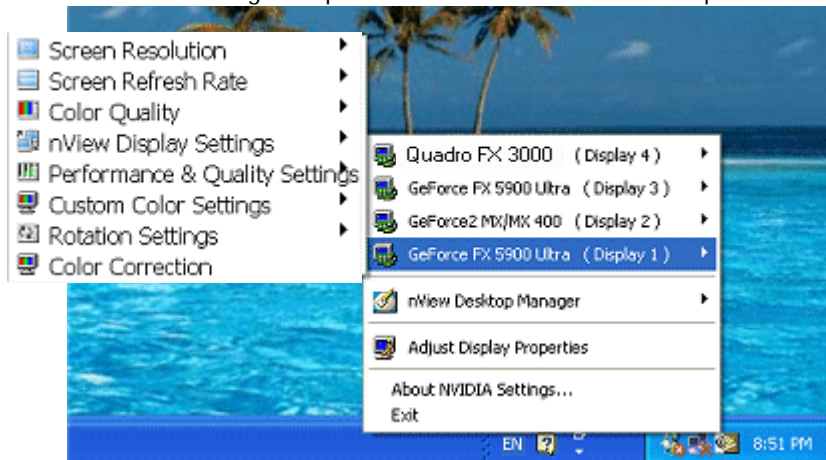 Screen Resolution
Screen Refresh Rate
Color Quality
nView Display Settings
Performance & Quality Settings
Custom Color Settings
Rotation Settings
Color Correction
Quadro FX 3000 ( Display 4 )
GeForce FX 5900 Ultra ( Display 3 )
GeForce2 MX/MX 400 ( Display 2 )
GeForce FX 5900 Ultra ( Display 1 )
nView Desktop Manager
Adjust Display Properties
About NVIDIA Settings...
Exit
EN
8:51 PM